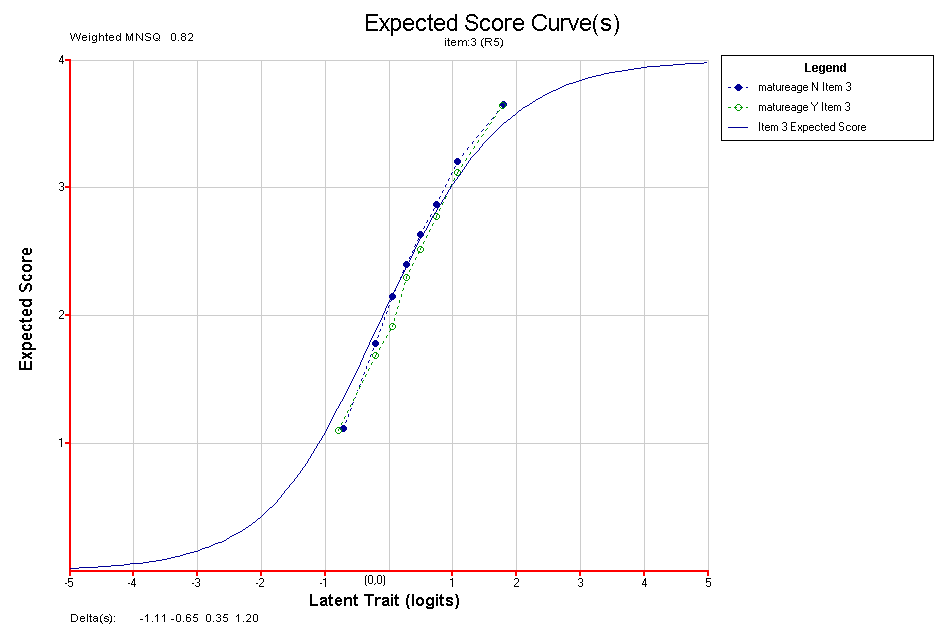 Expected Score Curve(s)
Weighted MNSQ 0.82
item:3 (R5)
Legend
matureage N Item 3
matureage Y Item 3
Item 3 Expected Score
4
3
2
1
Expected Score
-5 -4 -3 -2 -1 (0,0) 1 2 3 4 5
Latent Trait (logits)
Delta(s): -1.11 -0.65 0.35 1.20